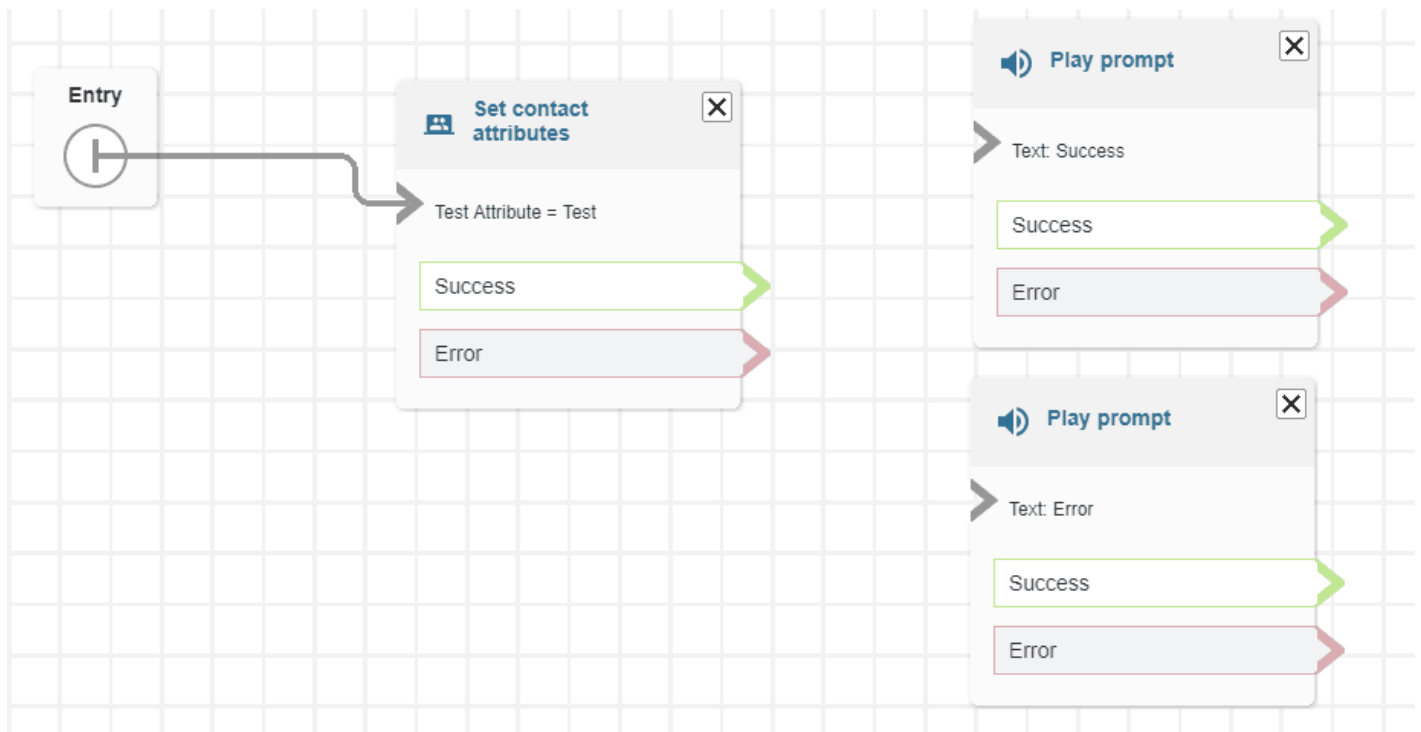 Entry
Set contact
attributes
Test Attribute = Test
Success
Error
Play prompt
Text: Success
Success
Error
Play prompt
Text: Error
Success
Error